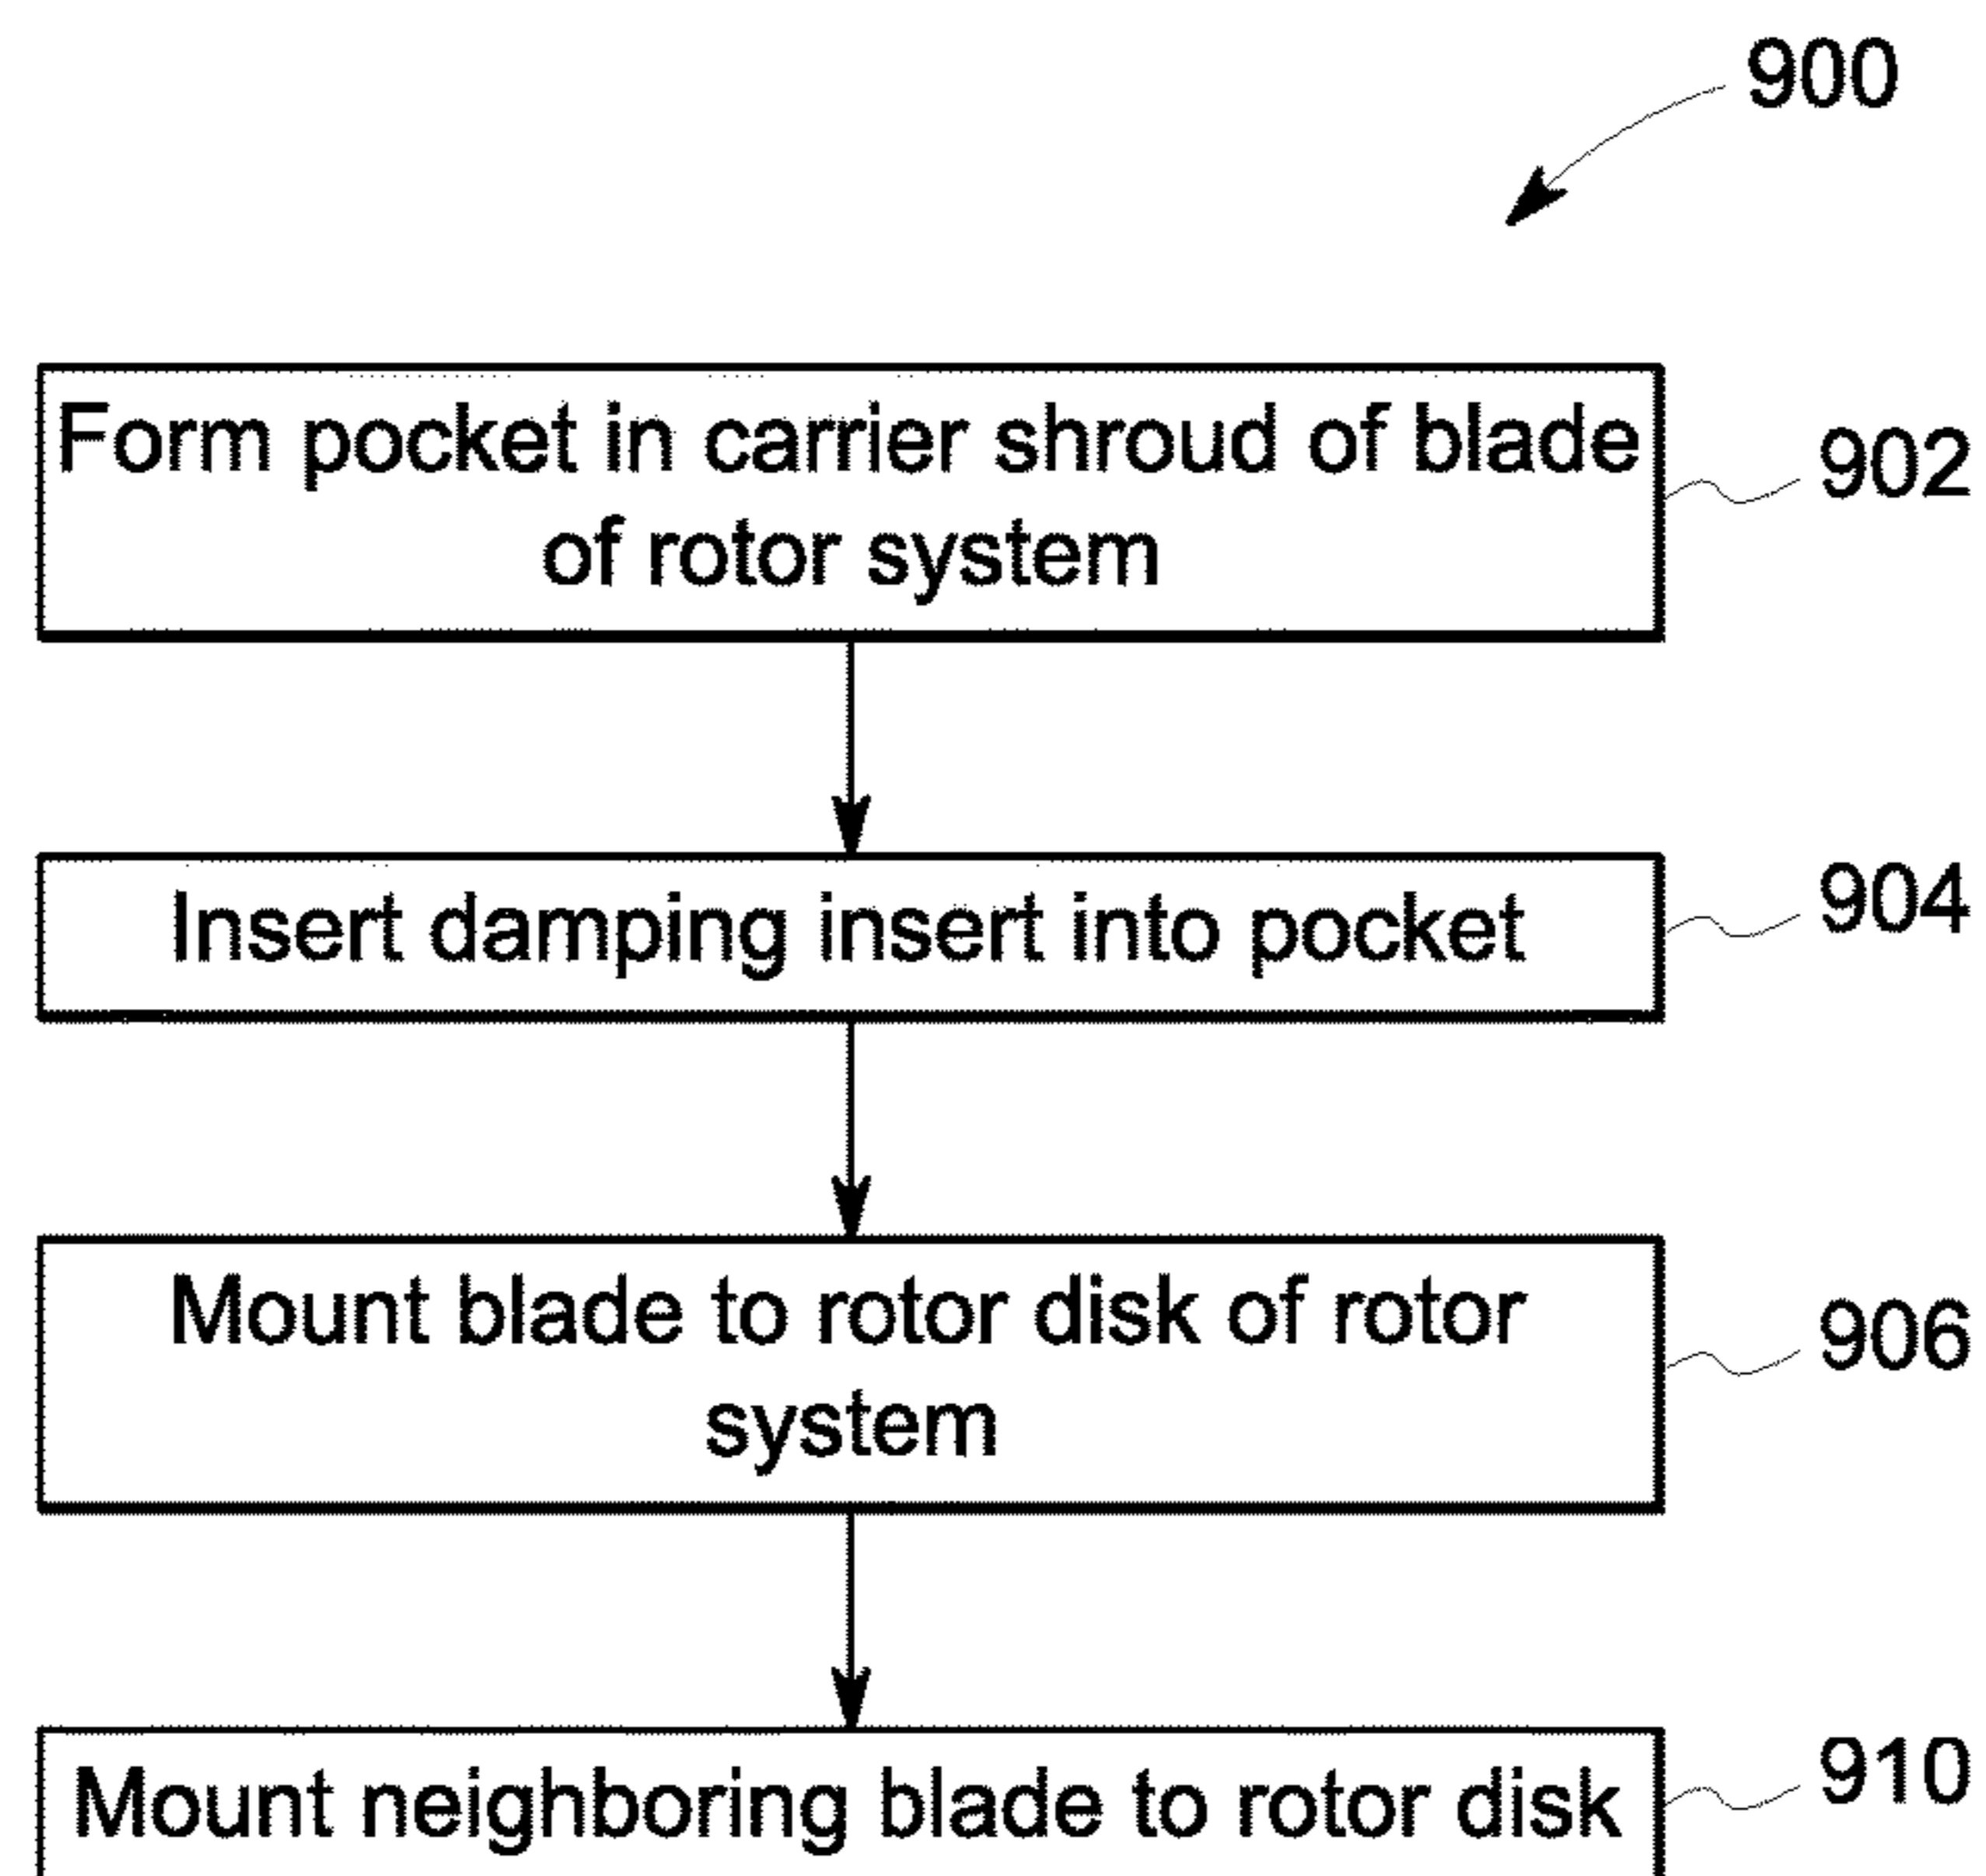 900
Form pocket in carrier shroud of blade
of rotor system
902
Insert damping insert into pocket
904
Mount blade to rotor disk of rotor
system
906
Mount neighboring blade to rotor disk
910